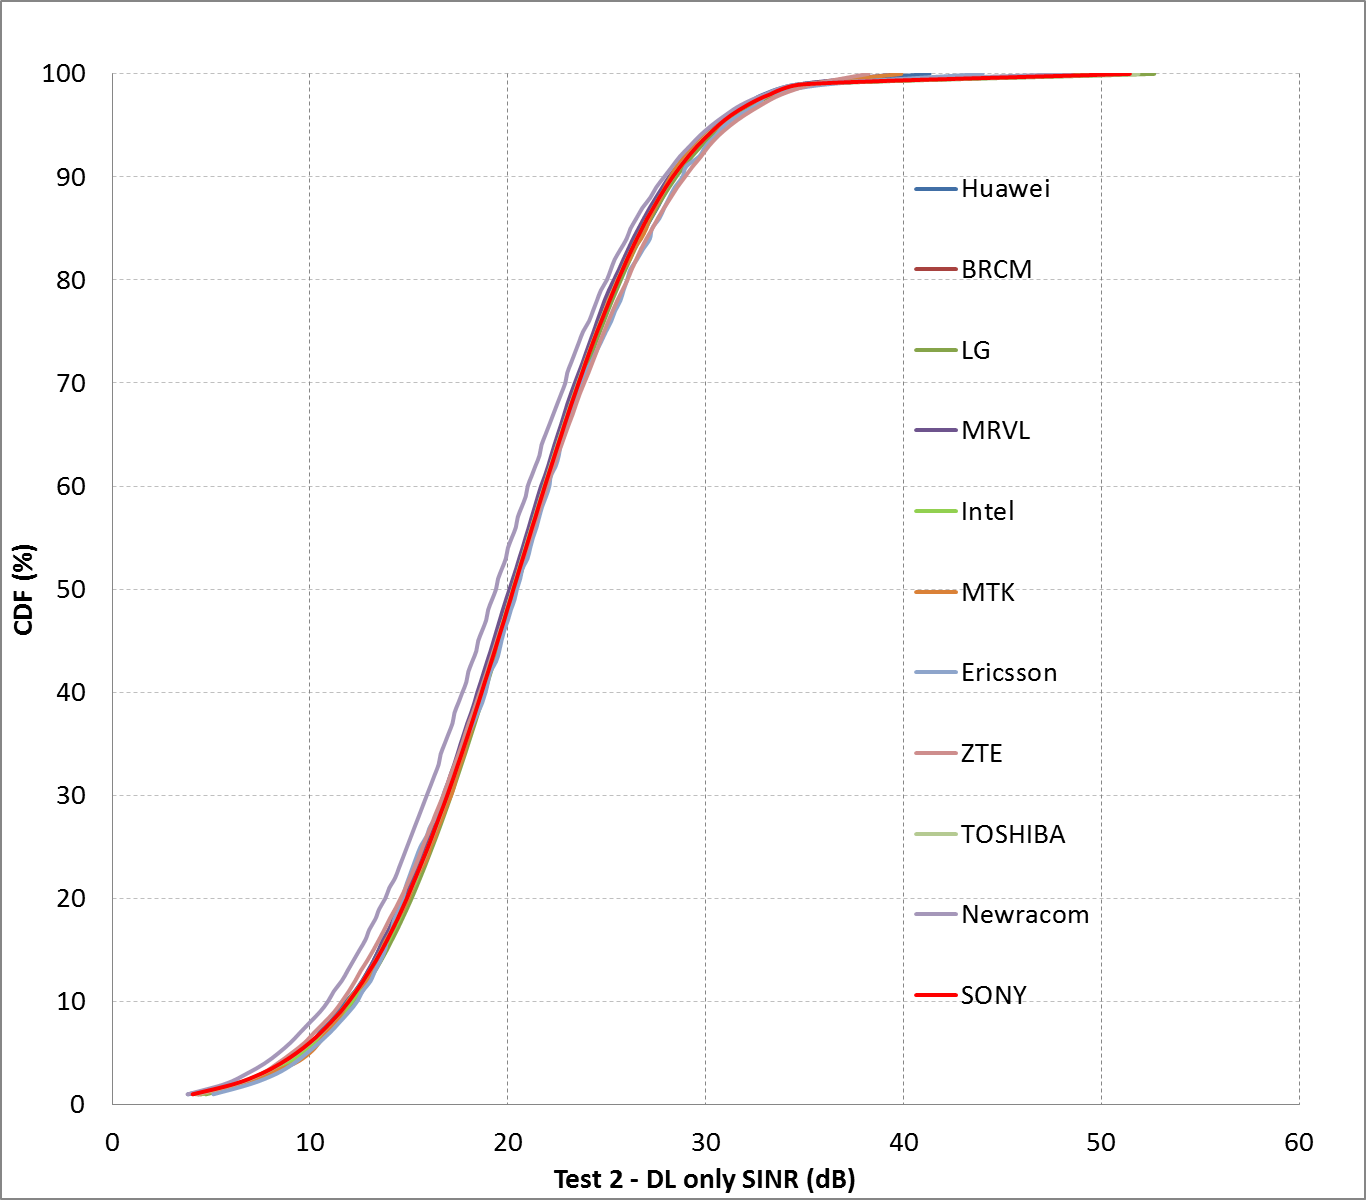 100
90
80
70
60
50
40
30
20
10
0
CDF (%)
Huawei
BRCM
LG
MRVL
Intel
MTK
Ericsson
ZTE
TOSHIBA
Newracom
SONY
0 10 20 30 40 50 60
Test 2 - DL only SINR (dB)